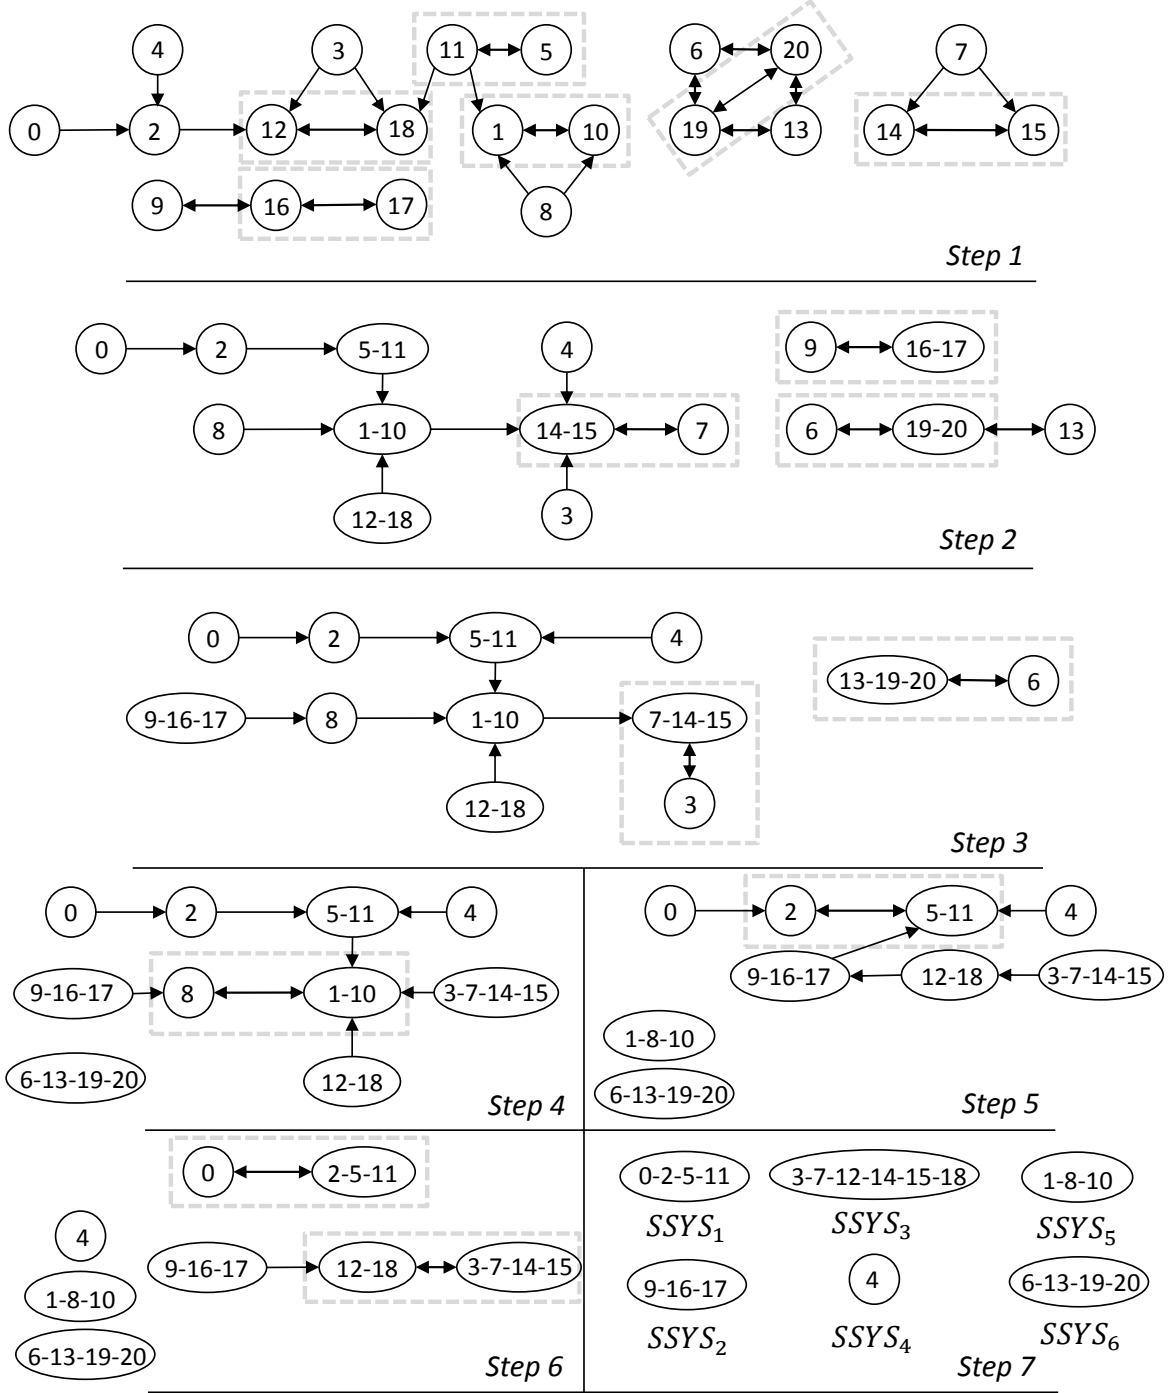 4 3 11 5 6 20 7
0 2 12 18 1 10 19 13 14 15
9 16 17 8
Step 1
0 2 5-11 4 9 16-17
8 1-10 14-15 7 6 19-20 13
12-18 3
Step 2
0 2 5-11 4
13-19-20 6
9-16-17 8 1-10 7-14-15
12-18 3
Step 3
0 2 5-11 4
9-16-17 8 1-10 3-7-14-15
6-13-19-20 12-18
Step 4
0 2 5-11 4
9-16-17 12-18 3-7-14-15
1-8-10
6-13-19-20
Step 5
0 2-5-11
4
9-16-17 12-18 3-7-14-15
1-8-10
6-13-19-20
Step 6
0-2-5-11 3-7-12-14-15-18 1-8-10
SSYS₁ SSYS₃ SSYS₅
9-16-17 4 6-13-19-20
SSYS₂ SSYS₄ SSYS₆
Step 7